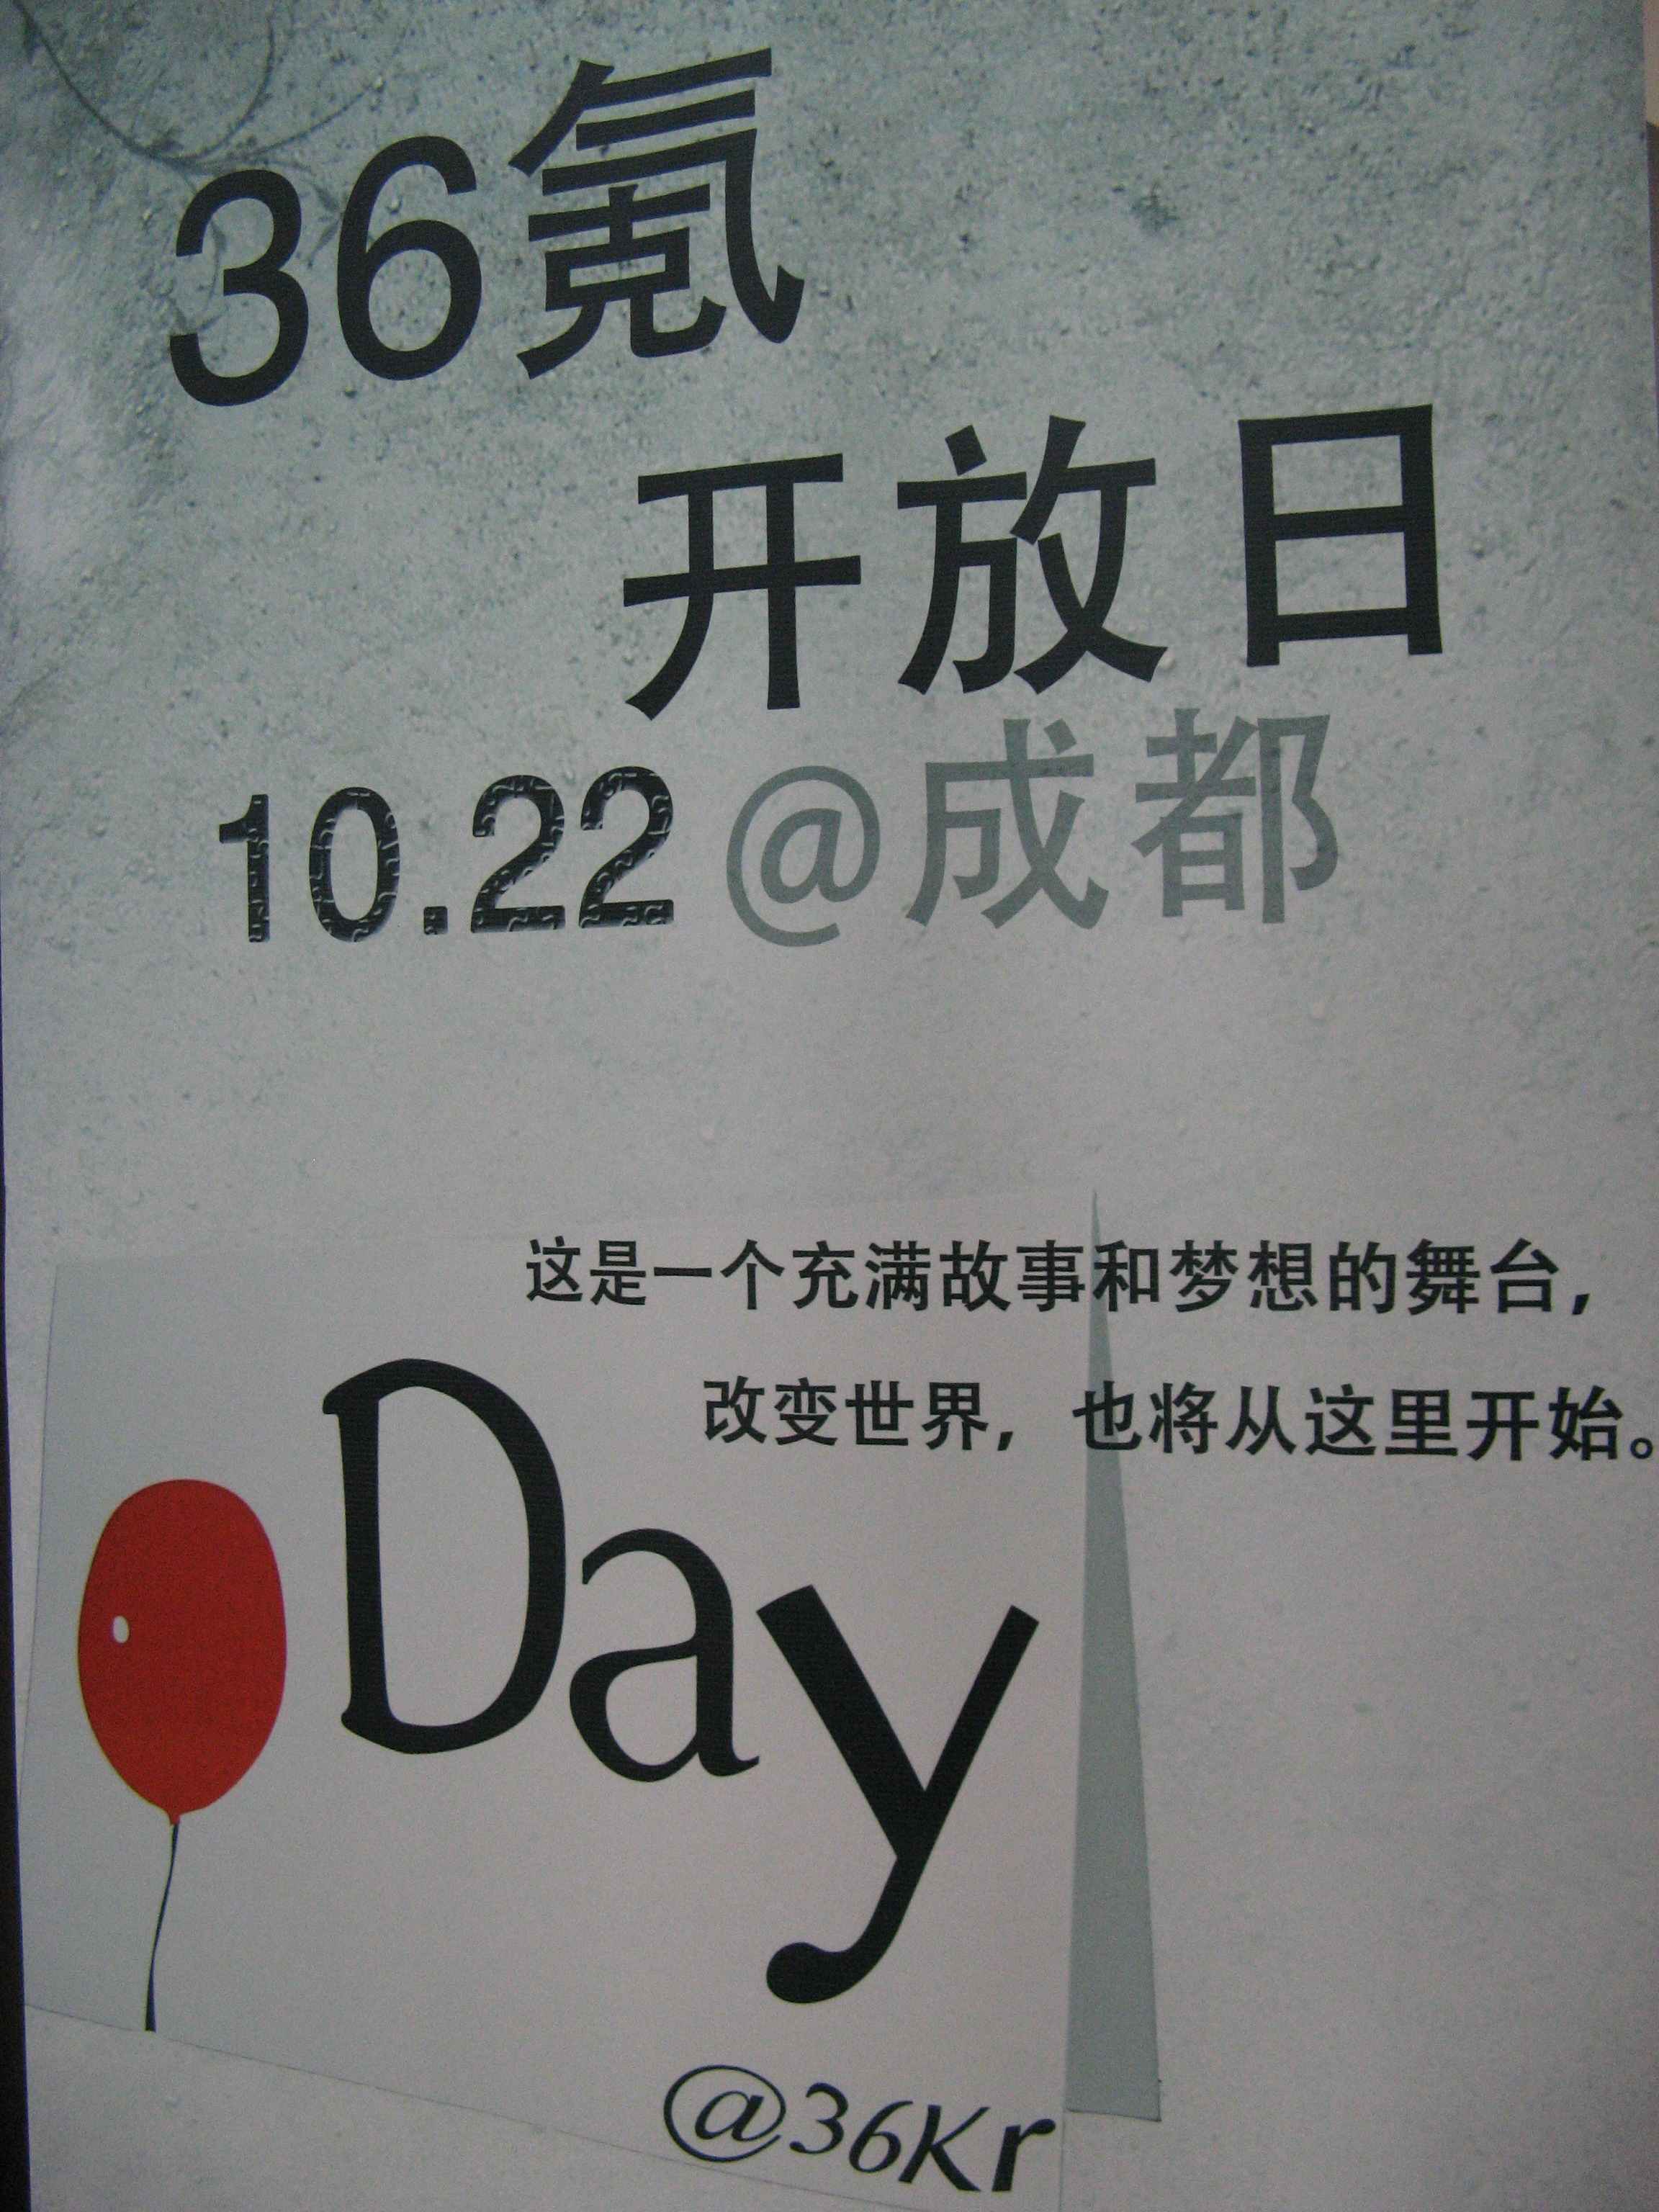 36氪
开放日
10.22@成都
这是一个充满故事和梦想的舞台，
改变世界，也将从这里开始。
Day
@36Kr